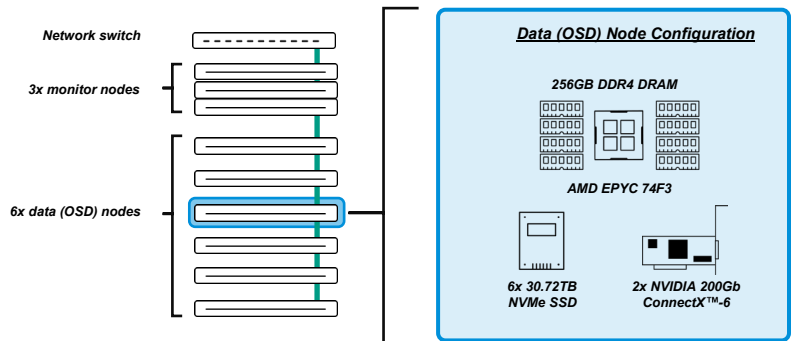 Network switch
3x monitor nodes
6x data (OSD) nodes
Data (OSD) Node Configuration
256GB DDR4 DRAM
AMD EPYC 74F3
6x 30.72TB
NVMe SSD
2x NVIDIA 200Gb
ConnectX™-6